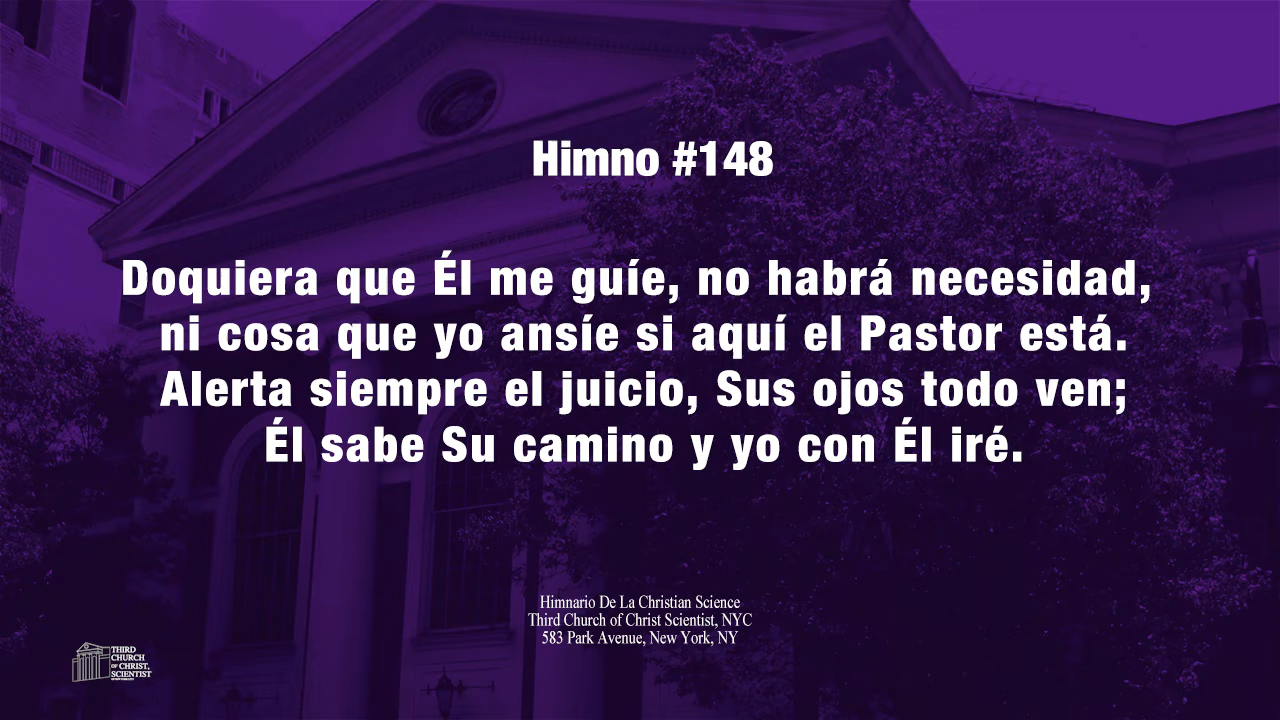 Himno #148
Doquiera que Él me guíe, no habrá necesidad,
ni cosa que yo ansíe si aquí el Pastor está.
Alerta siempre el juicio, Sus ojos todo ven;
Él sabe Su camino y yo con Él iré.
Himnario De La Christian Science
Third Church of Christ Scientist, NYC
583 Park Avenue, New York, NY
THIRD
CHURCH
OF CHRIST,
SCIENTIST